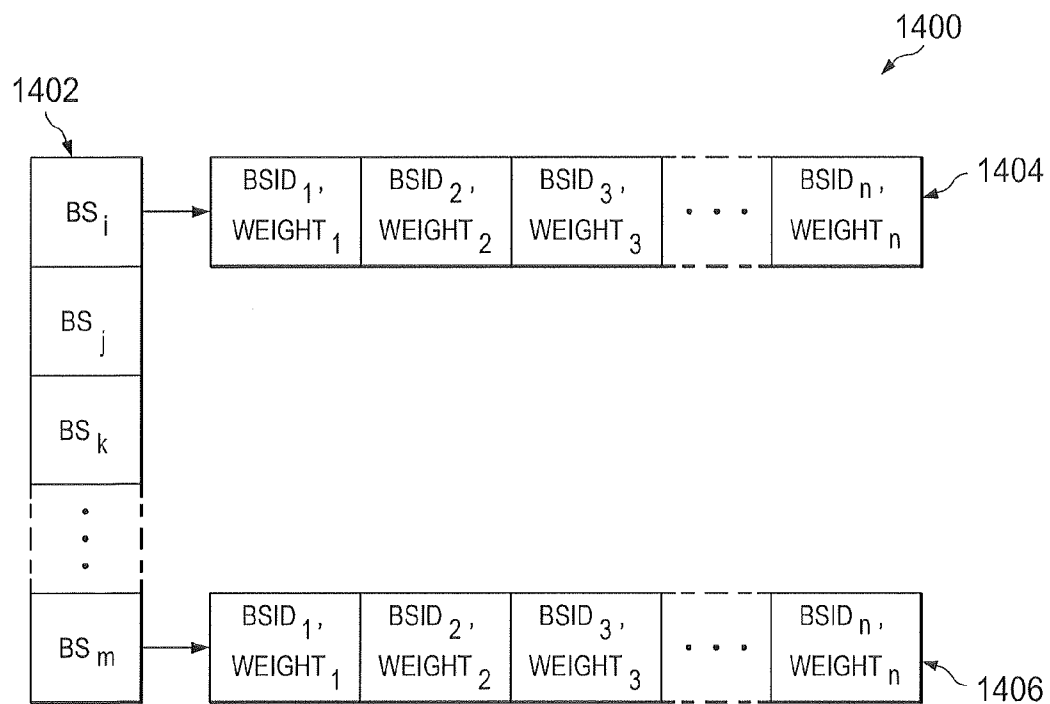 1400
1402
BS i
BSID 1, BSID 2, BSID 3, ... BSID n,
WEIGHT 1 WEIGHT 2 WEIGHT 3 WEIGHT n
1404
BS j
BS k
BS m
BSID 1, BSID 2, BSID 3, ... BSID n,
WEIGHT 1 WEIGHT 2 WEIGHT 3 WEIGHT n
1406